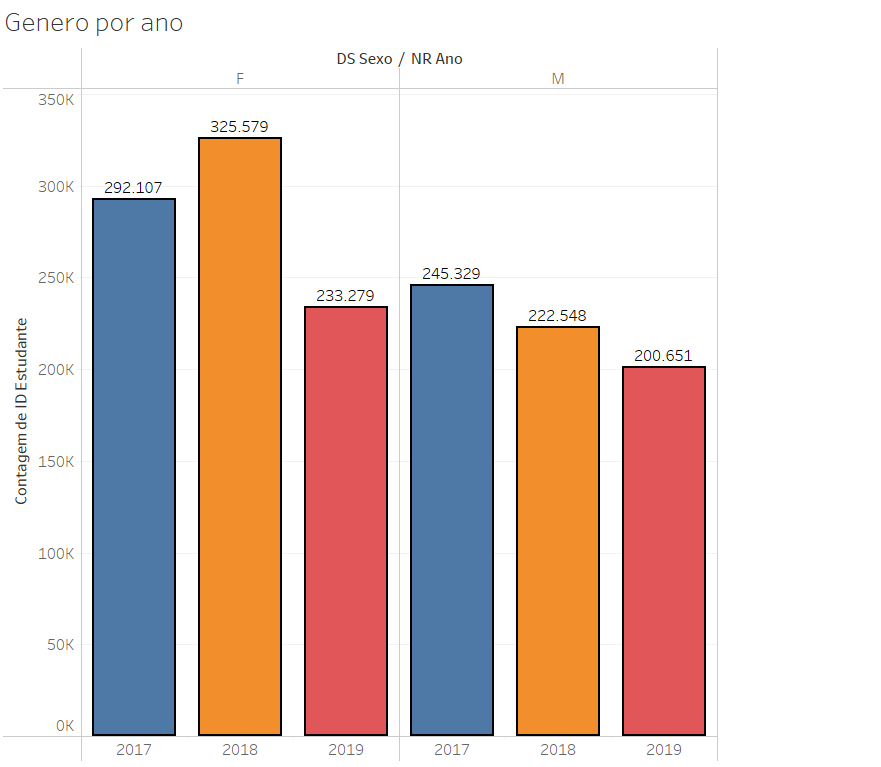 Genero por ano
DS Sexo / NR Ano
F
M
350K
300K
250K
200K
150K
100K
50K
0K
Contagem de ID Estudante
292.107
325.579
233.279
245.329
222.548
200.651
2017
2018
2019
2017
2018
2019